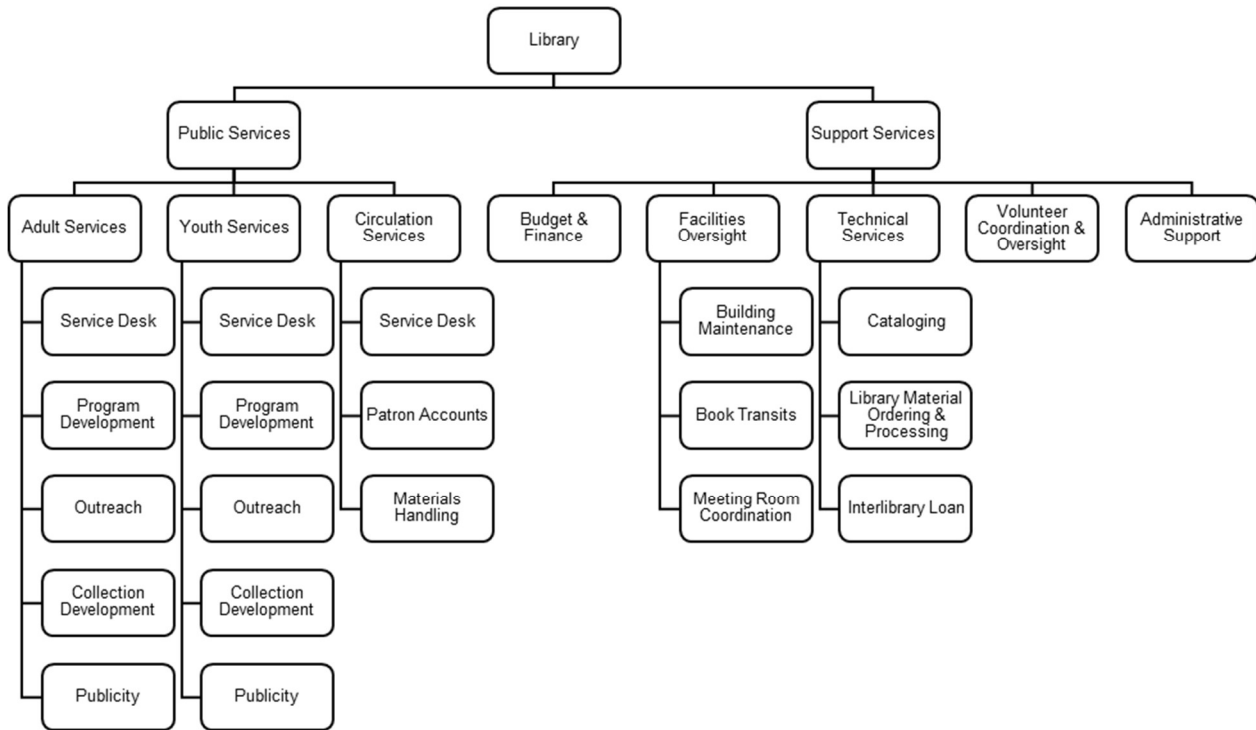 Library
Public Services
Support Services
Adult Services
Youth Services
Circulation
Services
Budget &
Finance
Facilities
Oversight
Technical
Services
Volunteer
Coordination &
Oversight
Administrative
Support
Service Desk
Program
Development
Outreach
Collection
Development
Publicity
Service Desk
Program
Development
Outreach
Collection
Development
Publicity
Service Desk
Patron Accounts
Materials
Handling
Building
Maintenance
Book Transits
Meeting Room
Coordination
Cataloging
Library Material
Ordering &
Processing
Interlibrary Loan